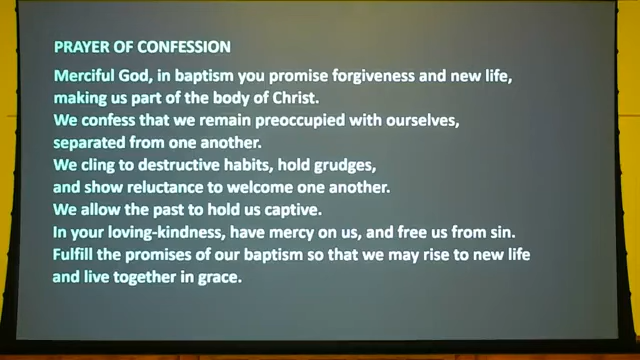 PRAYER OF CONFESSION
Merciful God, in baptism you promise forgiveness and new life,
making us part of the body of Christ.
We confess that we remain preoccupied with ourselves,
separated from one another.
We cling to destructive habits, hold grudges,
and show reluctance to welcome one another.
We allow the past to hold us captive.
In your loving-kindness, have mercy on us, and free us from sin.
Fulfill the promises of our baptism so that we may rise to new life
and live together in grace.